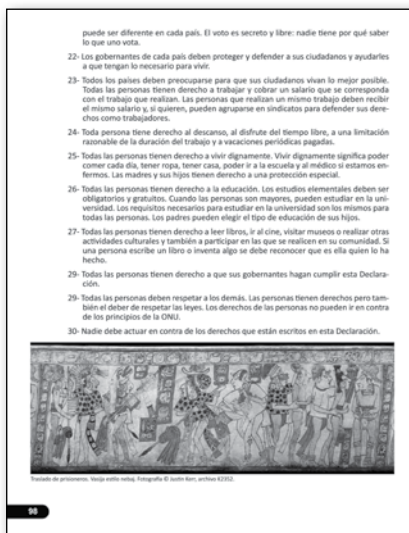 puede ser diferente en cada país. El voto es secreto y libre: nadie tiene por qué saber
lo que uno vota.
22- Los gobernantes de cada país deben proteger y defender a sus ciudadanos y ayudarles
a que tengan lo necesario para vivir.
23- Todos los países deben preocuparse para que sus ciudadanos vivan lo mejor posible.
Todas las personas tienen derecho a trabajar y cobrar un salario que se corresponda
con el trabajo que realizan. Las personas que realizan un mismo trabajo deben recibir
el mismo salario y, si quieren, pueden agruparse en sindicatos para defender sus dere-
chos como trabajadores.
24- Toda persona tiene derecho al descanso, al disfrute del tiempo libre, a una limitación
razonable de la duración del trabajo y a vacaciones periódicas pagadas.
25- Todas las personas tienen derecho a vivir dignamente. Vivir dignamente significa poder
comer cada día, tener ropa, tener casa, poder ir a la escuela y al médico si estamos en-
fermos. Las madres y sus hijos tienen derecho a una protección especial.
26- Todas las personas tienen derecho a la educación. Los estudios elementales deben ser
obligatorios y gratuitos. Cuando las personas son mayores, pueden estudiar en la uni-
versidad. Los requisitos necesarios para estudiar en la universidad son los mismos para
todas las personas. Los padres pueden elegir el tipo de educación de sus hijos.
27- Todas las personas tienen derecho a leer libros, ir al cine, visitar museos o realizar otras
actividades culturales y también a participar en las que se realicen en su comunidad. Si
una persona escribe un libro o inventa algo se debe reconocer que es ella quien lo ha
hecho.
29- Todas las personas tienen derecho a que sus gobernantes hagan cumplir esta Declara-
ción.
29- Todas las personas deben respetar a los demás. Las personas tienen derechos pero tam-
bién el deber de respetar las leyes. Los derechos de las personas no pueden ir en contra
de los principios de la ONU.
30- Nadie debe actuar en contra de los derechos que están escritos en esta Declaración.
Traslado de prisioneros. Vasija estilo nebaj. Fotografía © Justin Kerr, archivo K2352.
98